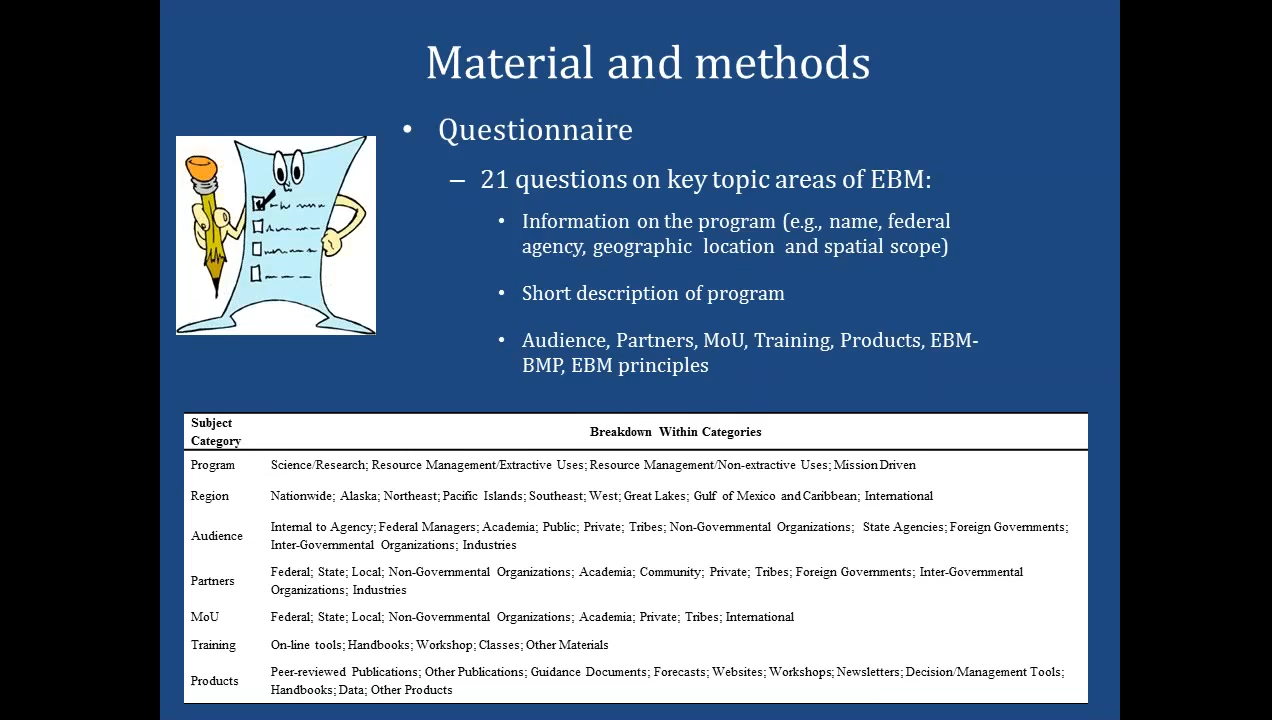 Material and methods
• Questionnaire
– 21 questions on key topic areas of EBM:
• Information on the program (e.g., name, federal
agency, geographic location and spatial scope)
• Short description of program
• Audience, Partners, MoU, Training, Products, EBM-
BMP, EBM principles
Subject
Category
Breakdown Within Categories
Program
Science/Research; Resource Management/Extractive Uses; Resource Management/Non-extractive Uses; Mission Driven
Region
Nationwide; Alaska; Northeast; Pacific Islands; Southeast; West; Great Lakes; Gulf of Mexico and Caribbean; International
Audience
Internal to Agency; Federal Managers; Academia; Public; Private; Tribes; Non-Governmental Organizations; State Agencies; Foreign Governments;
Inter-Governmental Organizations; Industries
Partners
Federal; State; Local; Non-Governmental Organizations; Academia; Community; Private; Tribes; Foreign Governments; Inter-Governmental
Organizations; Industries
MoU
Federal; State; Local; Non-Governmental Organizations; Academia; Private; Tribes; International
Training
On-line tools; Handbooks; Workshop; Classes; Other Materials
Products
Peer-reviewed Publications; Other Publications; Guidance Documents; Forecasts; Websites; Workshops; Newsletters; Decision/Management Tools;
Handbooks; Data; Other Products